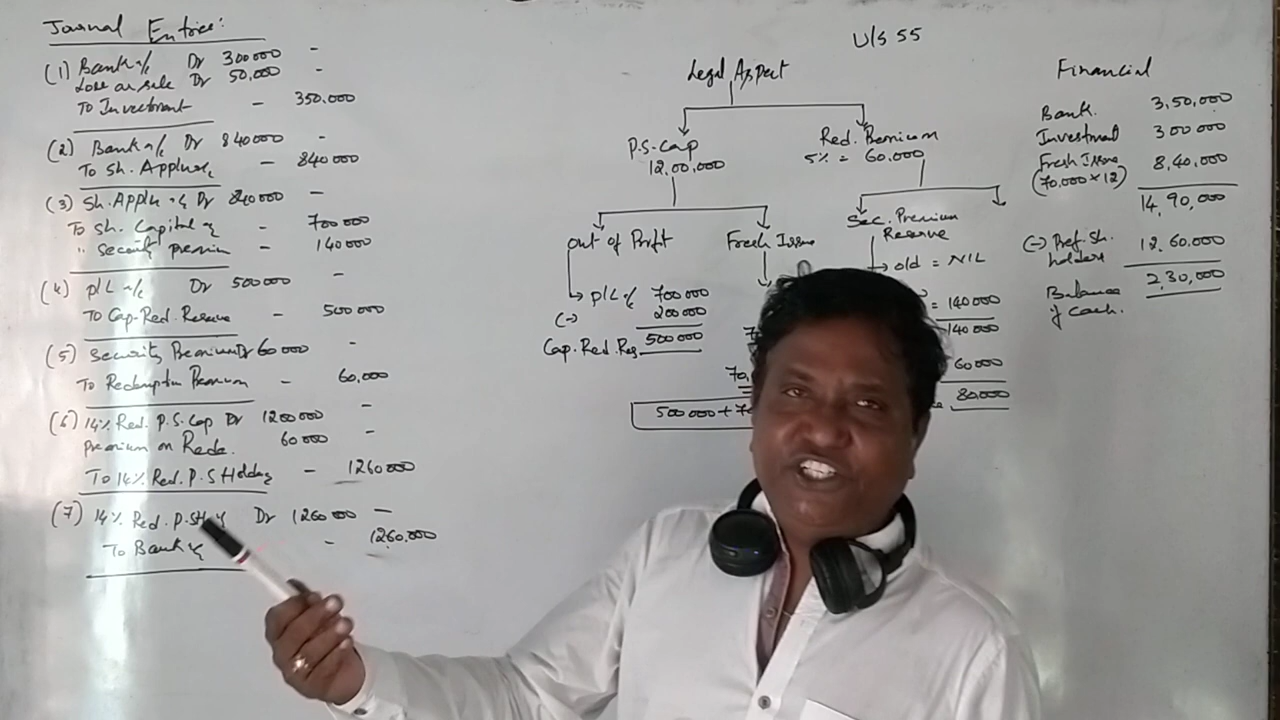 Journal Entries:
(1) Bank a/c Dr 300000 -
Loss on sale Dr 50,000 -
To Investment - 350,000
(2) Bank a/c Dr 840000 -
To Sh. Appln a/c - 840000
(3) Sh. Appln a/c Dr 840000 -
To Sh. Capital a/c - 700000
" Security premium - 140000
(4) P/L a/c Dr 500000 -
To Cap. Red. Reserve - 500000
(5) Security Premium Dr 60000 -
To Redemption Premium - 60,000
(6) 14% Red. P.S. Cap Dr 1200000 -
Premium on Rede. 60000 -
To 14% Red. P.S Holder - 1260000
(7) 14% Red. P.SH Dr 1260000 -
To Bank a/c - 1260,000
U/S 55
Legal Aspect
P.S. Cap
12,00,000
Red. Premium
5% = 60,000
Out of Profit
Fresh Issue
P/L a/c 700000
(-) 200000
Cap. Red. Res 500000
70,
500000 + 7
Sec. Premium
Reserve
old = NIL
= 140000
140000
60000
80000
Financial
Bank. 3,50,000
Investment 300000
Fresh Issue 8,40,000
(70,000 × 12)
14,90,000
(-) Pref. Sh. 12,60,000
holders
2,30,000
Balance
of cash.